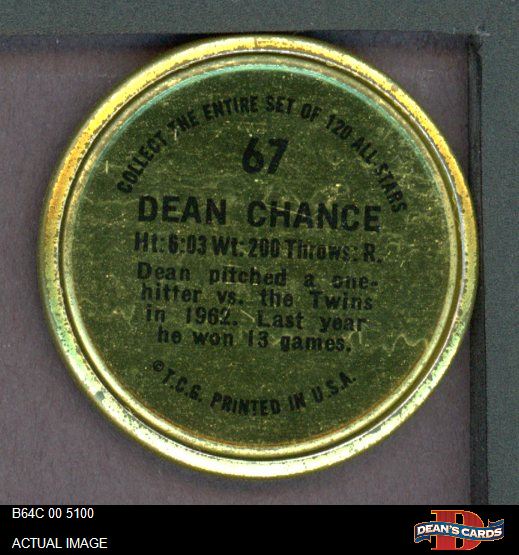 COLLECT THE ENTIRE SET OF 120 ALL-STARS
67
DEAN CHANCE
Ht: 6:03 Wt: 200 Throws: R.
Dean pitched a one-
hitter vs. the Twins
in 1962. Last year
he won 13 games.
© T.C.G. PRINTED IN U.S.A.
B64C 00 5100
ACTUAL IMAGE
D
DEAN'S CARDS